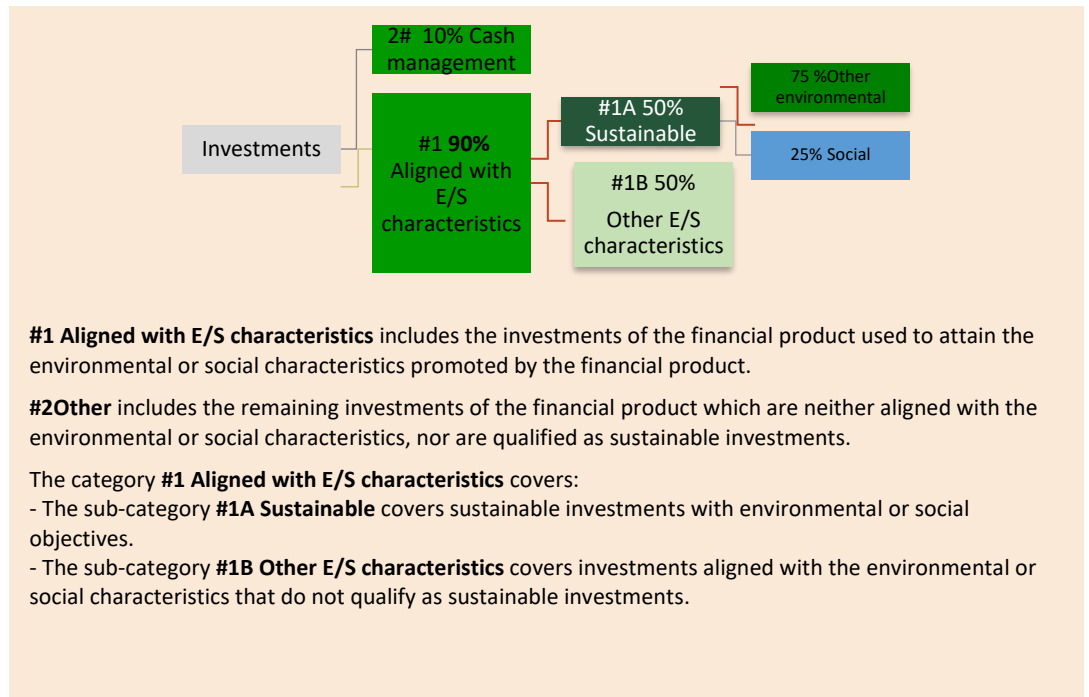 2#  10% Cash
management
Investments
#1 90%
Aligned with
E/S
characteristics
#1A 50%
Sustainable
#1B 50%
Other E/S
characteristics
75 %Other
environmental
25% Social
#1 Aligned with E/S characteristics includes the investments of the financial product used to attain the
environmental or social characteristics promoted by the financial product.
#2Other includes the remaining investments of the financial product which are neither aligned with the
environmental or social characteristics, nor are qualified as sustainable investments.
The category #1 Aligned with E/S characteristics covers:
- The sub-category #1A Sustainable covers sustainable investments with environmental or social
objectives.
- The sub-category #1B Other E/S characteristics covers investments aligned with the environmental or
social characteristics that do not qualify as sustainable investments.